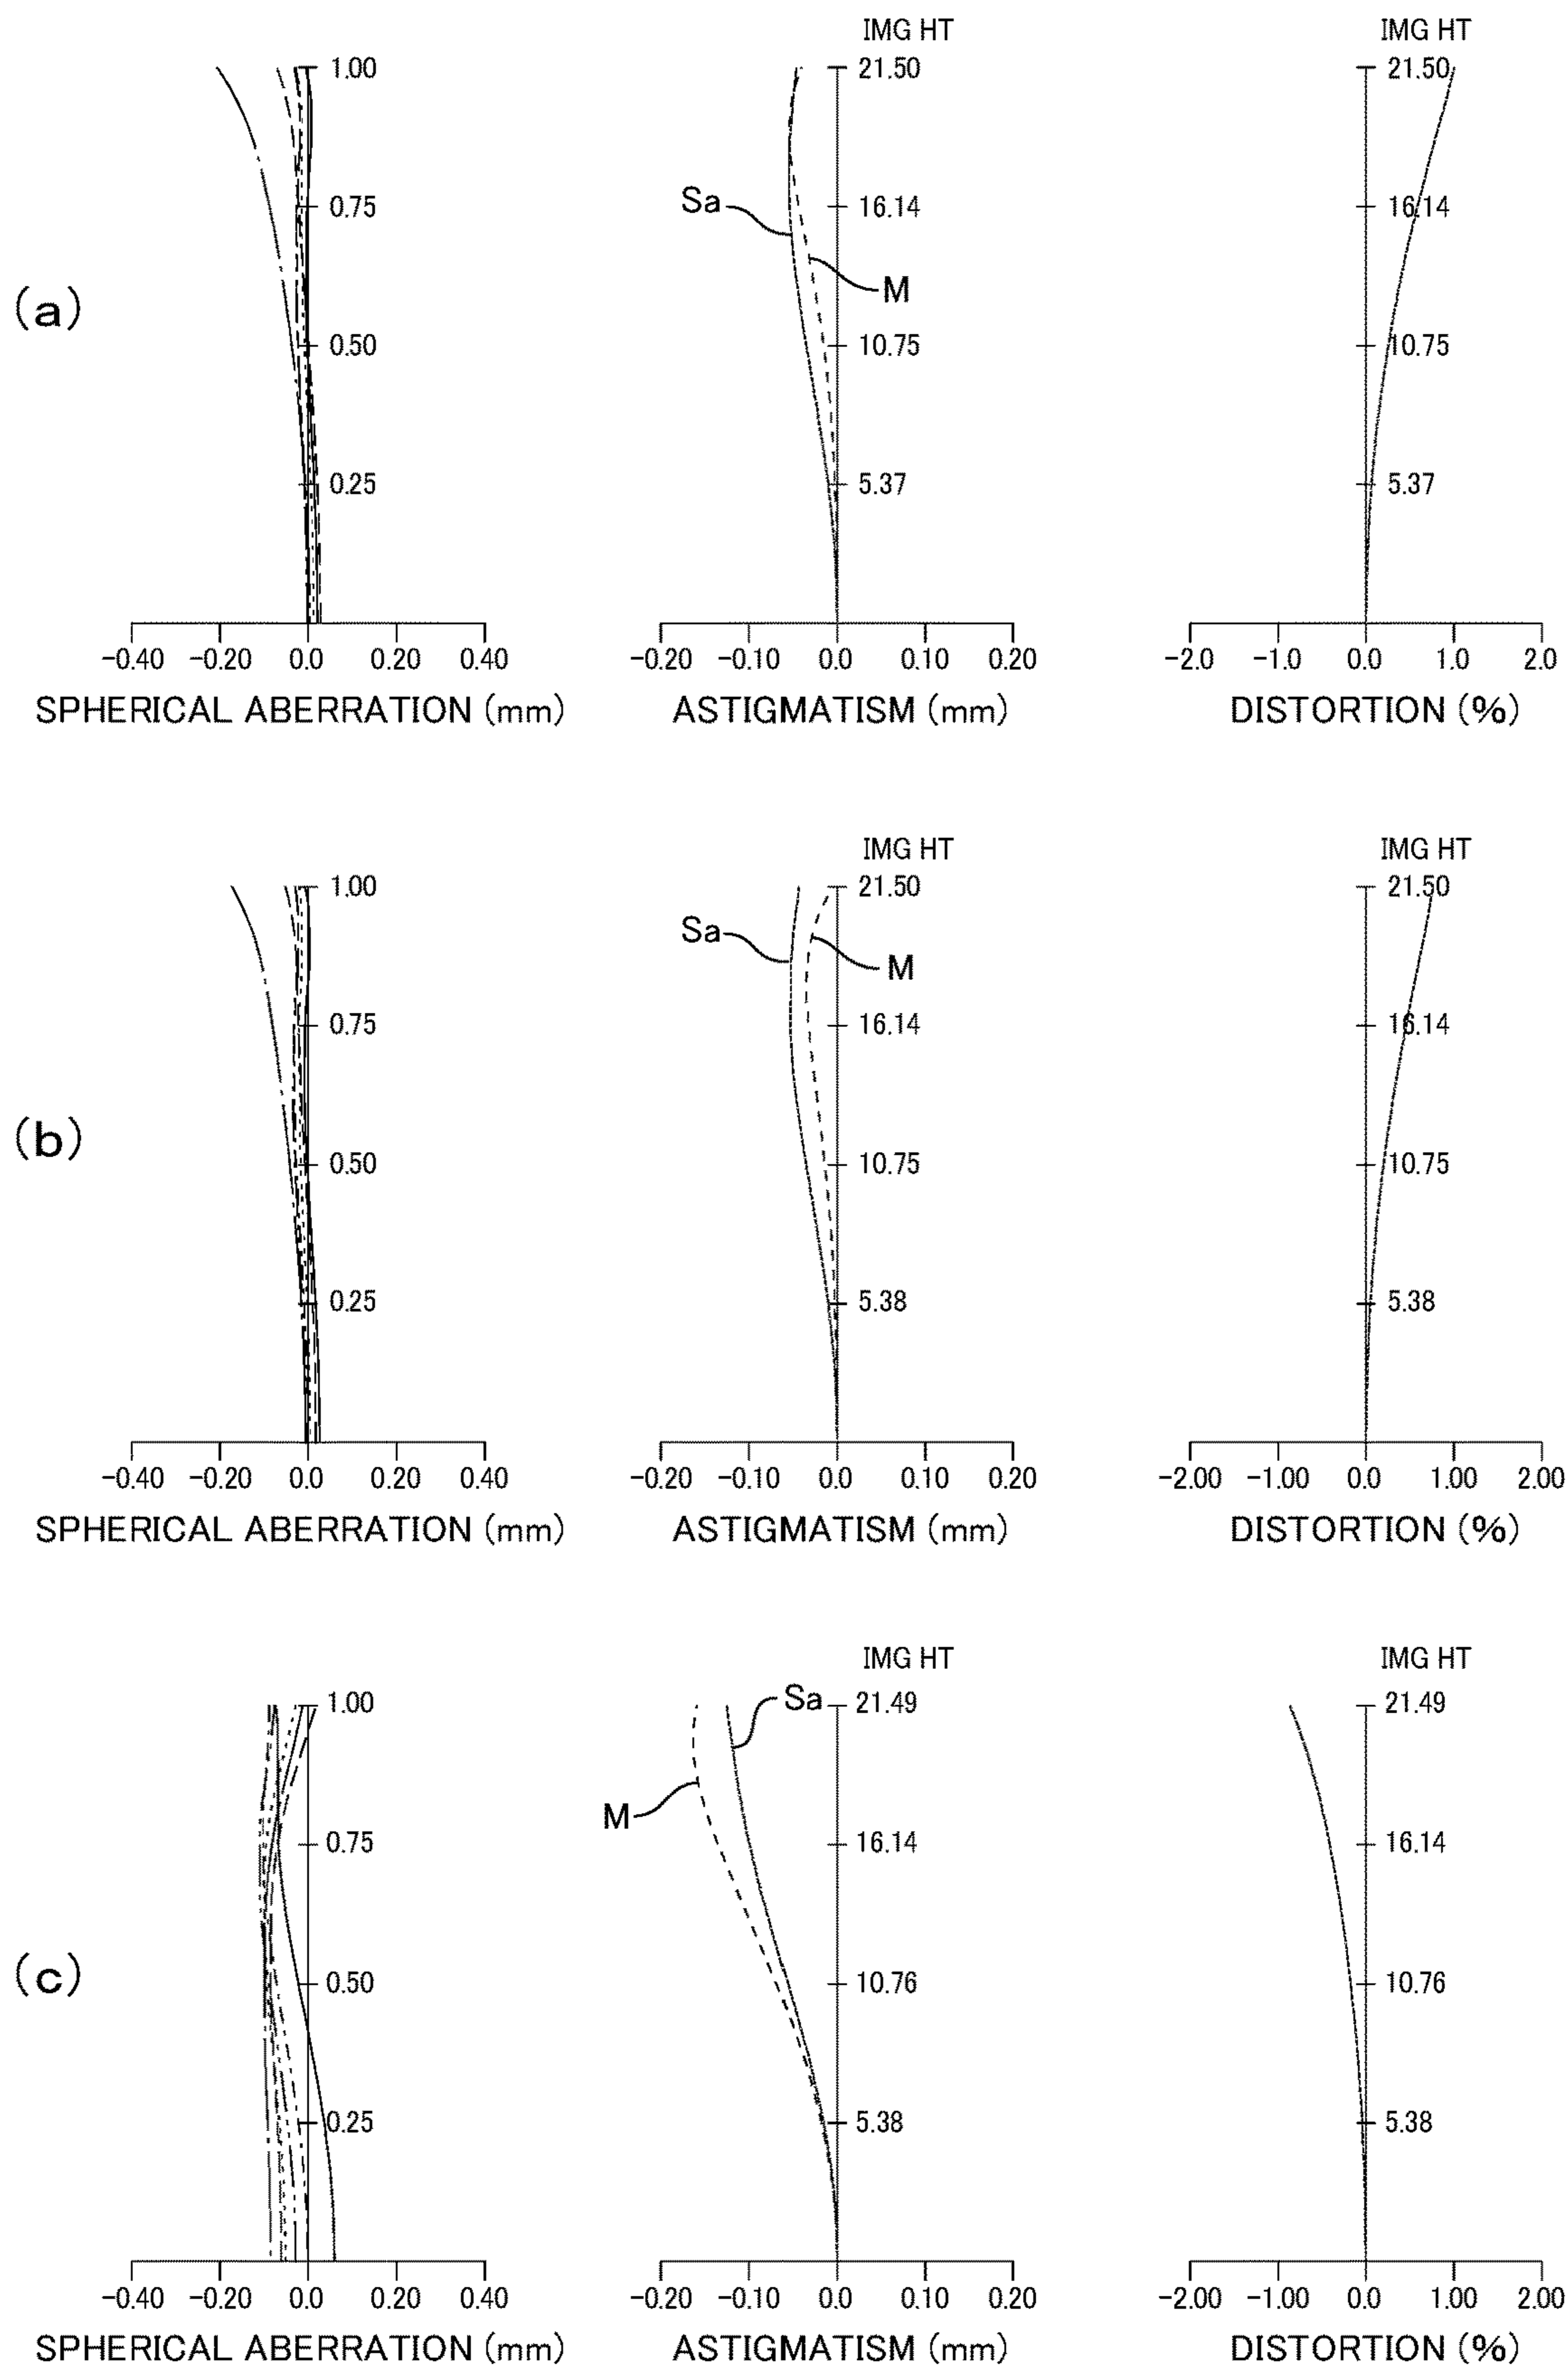 IMG HT IMG HT
1.00 21.50 21.50
0.75 Sa 16.14 16.14
M
(a)
0.50 10.75 10.75
0.25 5.37 5.37
-0.40 -0.20 0.0 0.20 0.40 -0.20 -0.10 0.0 0.10 0.20 -2.0 -1.0 0.0 1.0 2.0
SPHERICAL ABERRATION (mm) ASTIGMATISM (mm) DISTORTION (%)
IMG HT IMG HT
1.00 21.50 21.50
Sa
M
0.75 16.14 16.14
(b)
0.50 10.75 10.75
0.25 5.38 5.38
-0.40 -0.20 0.0 0.20 0.40 -0.20 -0.10 0.0 0.10 0.20 -2.00 -1.00 0.0 1.00 2.00
SPHERICAL ABERRATION (mm) ASTIGMATISM (mm) DISTORTION (%)
IMG HT IMG HT
1.00 Sa 21.49 21.49
M
0.75 16.14 16.14
(c)
0.50 10.76 10.76
0.25 5.38 5.38
-0.40 -0.20 0.0 0.20 0.40 -0.20 -0.10 0.0 0.10 0.20 -2.00 -1.00 0.0 1.00 2.00
SPHERICAL ABERRATION (mm) ASTIGMATISM (mm) DISTORTION (%)